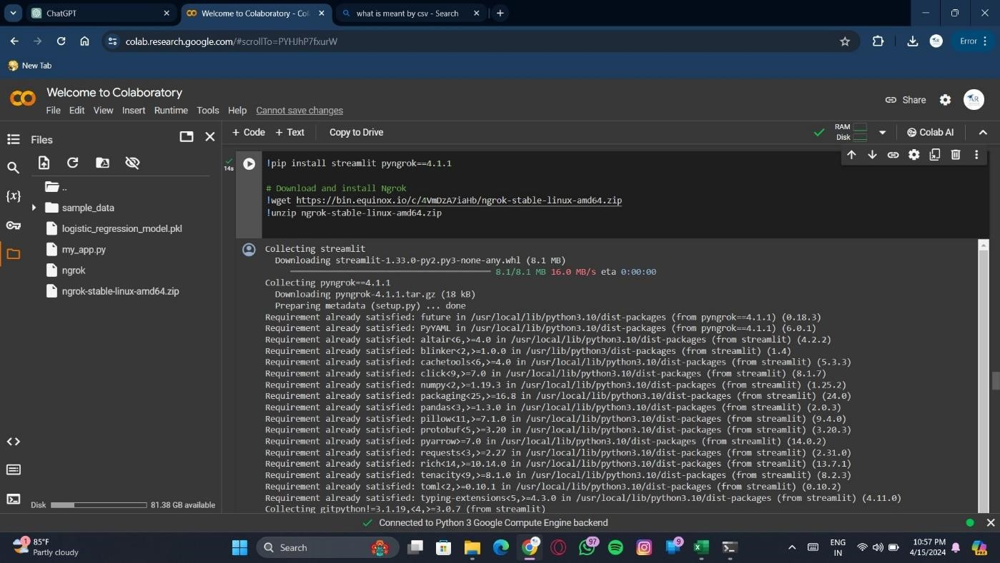 ChatGPT
Welcome to Colaboratory - Col
what is meant by csv - Search
colab.research.google.com/#scrollTo=PYHJhP7fxurW
Error
New Tab
Welcome to Colaboratory
File Edit View Insert Runtime Tools Help Cannot save changes
Share
Files
+ Code + Text Copy to Drive
RAM
Disk
Colab AI
..
sample_data
logistic_regression_model.pkl
my_app.py
ngrok
ngrok-stable-linux-amd64.zip
Disk 81.38 GB available
14s
!pip install streamlit pyngrok==4.1.1
# Download and install Ngrok
!wget https://bin.equinox.io/c/4VmDzA7iaHb/ngrok-stable-linux-amd64.zip
!unzip ngrok-stable-linux-amd64.zip
Collecting streamlit
Downloading streamlit-1.33.0-py2.py3-none-any.whl (8.1 MB)
8.1/8.1 MB 16.0 MB/s eta 0:00:00
Collecting pyngrok==4.1.1
Downloading pyngrok-4.1.1.tar.gz (18 kB)
Preparing metadata (setup.py) ... done
Requirement already satisfied: future in /usr/local/lib/python3.10/dist-packages (from pyngrok==4.1.1) (0.18.3)
Requirement already satisfied: PyYAML in /usr/local/lib/python3.10/dist-packages (from pyngrok==4.1.1) (6.0.1)
Requirement already satisfied: altair<6,>=4.0 in /usr/local/lib/python3.10/dist-packages (from streamlit) (4.2.2)
Requirement already satisfied: blinker<2,>=1.0.0 in /usr/lib/python3/dist-packages (from streamlit) (1.4)
Requirement already satisfied: cachetools<6,>=4.0 in /usr/local/lib/python3.10/dist-packages (from streamlit) (5.3.3)
Requirement already satisfied: click<9,>=7.0 in /usr/local/lib/python3.10/dist-packages (from streamlit) (8.1.7)
Requirement already satisfied: numpy<2,>=1.19.3 in /usr/local/lib/python3.10/dist-packages (from streamlit) (1.25.2)
Requirement already satisfied: packaging<25,>=16.8 in /usr/local/lib/python3.10/dist-packages (from streamlit) (24.0)
Requirement already satisfied: pandas<3,>=1.3.0 in /usr/local/lib/python3.10/dist-packages (from streamlit) (2.0.3)
Requirement already satisfied: pillow<11,>=7.1.0 in /usr/local/lib/python3.10/dist-packages (from streamlit) (9.4.0)
Requirement already satisfied: protobuf<5,>=3.20 in /usr/local/lib/python3.10/dist-packages (from streamlit) (3.20.3)
Requirement already satisfied: pyarrow>=7.0 in /usr/local/lib/python3.10/dist-packages (from streamlit) (14.0.2)
Requirement already satisfied: requests<3,>=2.27 in /usr/local/lib/python3.10/dist-packages (from streamlit) (2.31.0)
Requirement already satisfied: rich<14,>=10.14.0 in /usr/local/lib/python3.10/dist-packages (from streamlit) (13.7.1)
Requirement already satisfied: tenacity<9,>=8.1.0 in /usr/local/lib/python3.10/dist-packages (from streamlit) (8.2.3)
Requirement already satisfied: toml<2,>=0.10.1 in /usr/local/lib/python3.10/dist-packages (from streamlit) (0.10.2)
Requirement already satisfied: typing-extensions<5,>=4.3.0 in /usr/local/lib/python3.10/dist-packages (from streamlit) (4.11.0)
Collecting gitpython!=3.1.19,<4,>=3.0.7 (from streamlit)
Connected to Python 3 Google Compute Engine backend
1
85°F
Partly cloudy
Search
97
9
ENG
IN
10:57 PM
4/15/2024
PRE